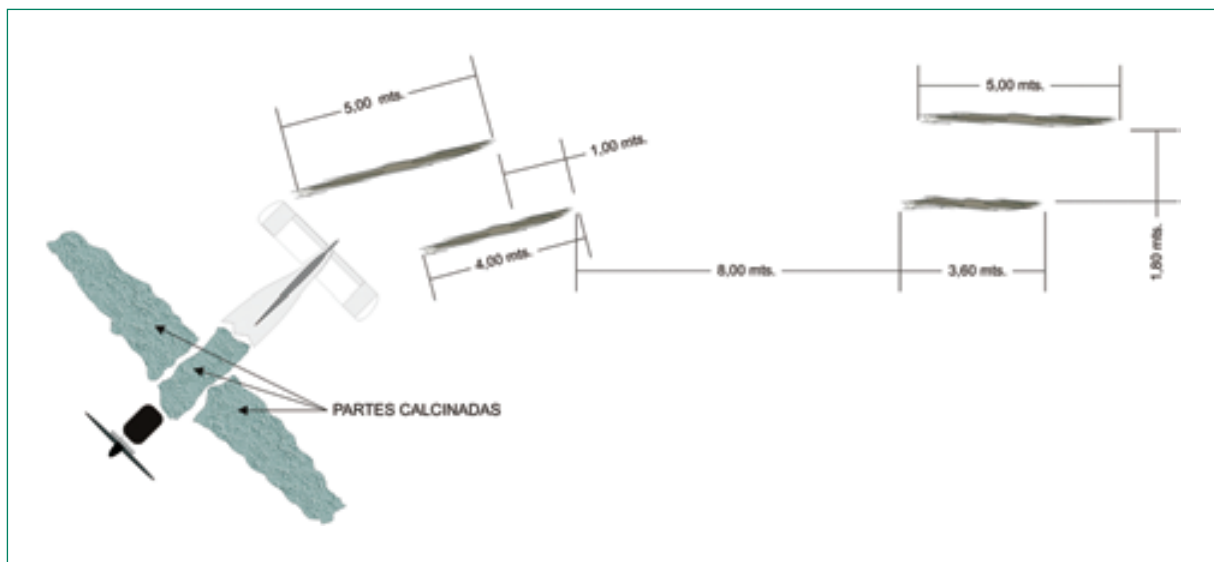 5,00 mts.
5,00 mts.
1,00 mts.
4,00 mts.
8,00 mts.
3,60 mts.
1,80 mts.
PARTES CALCINADAS